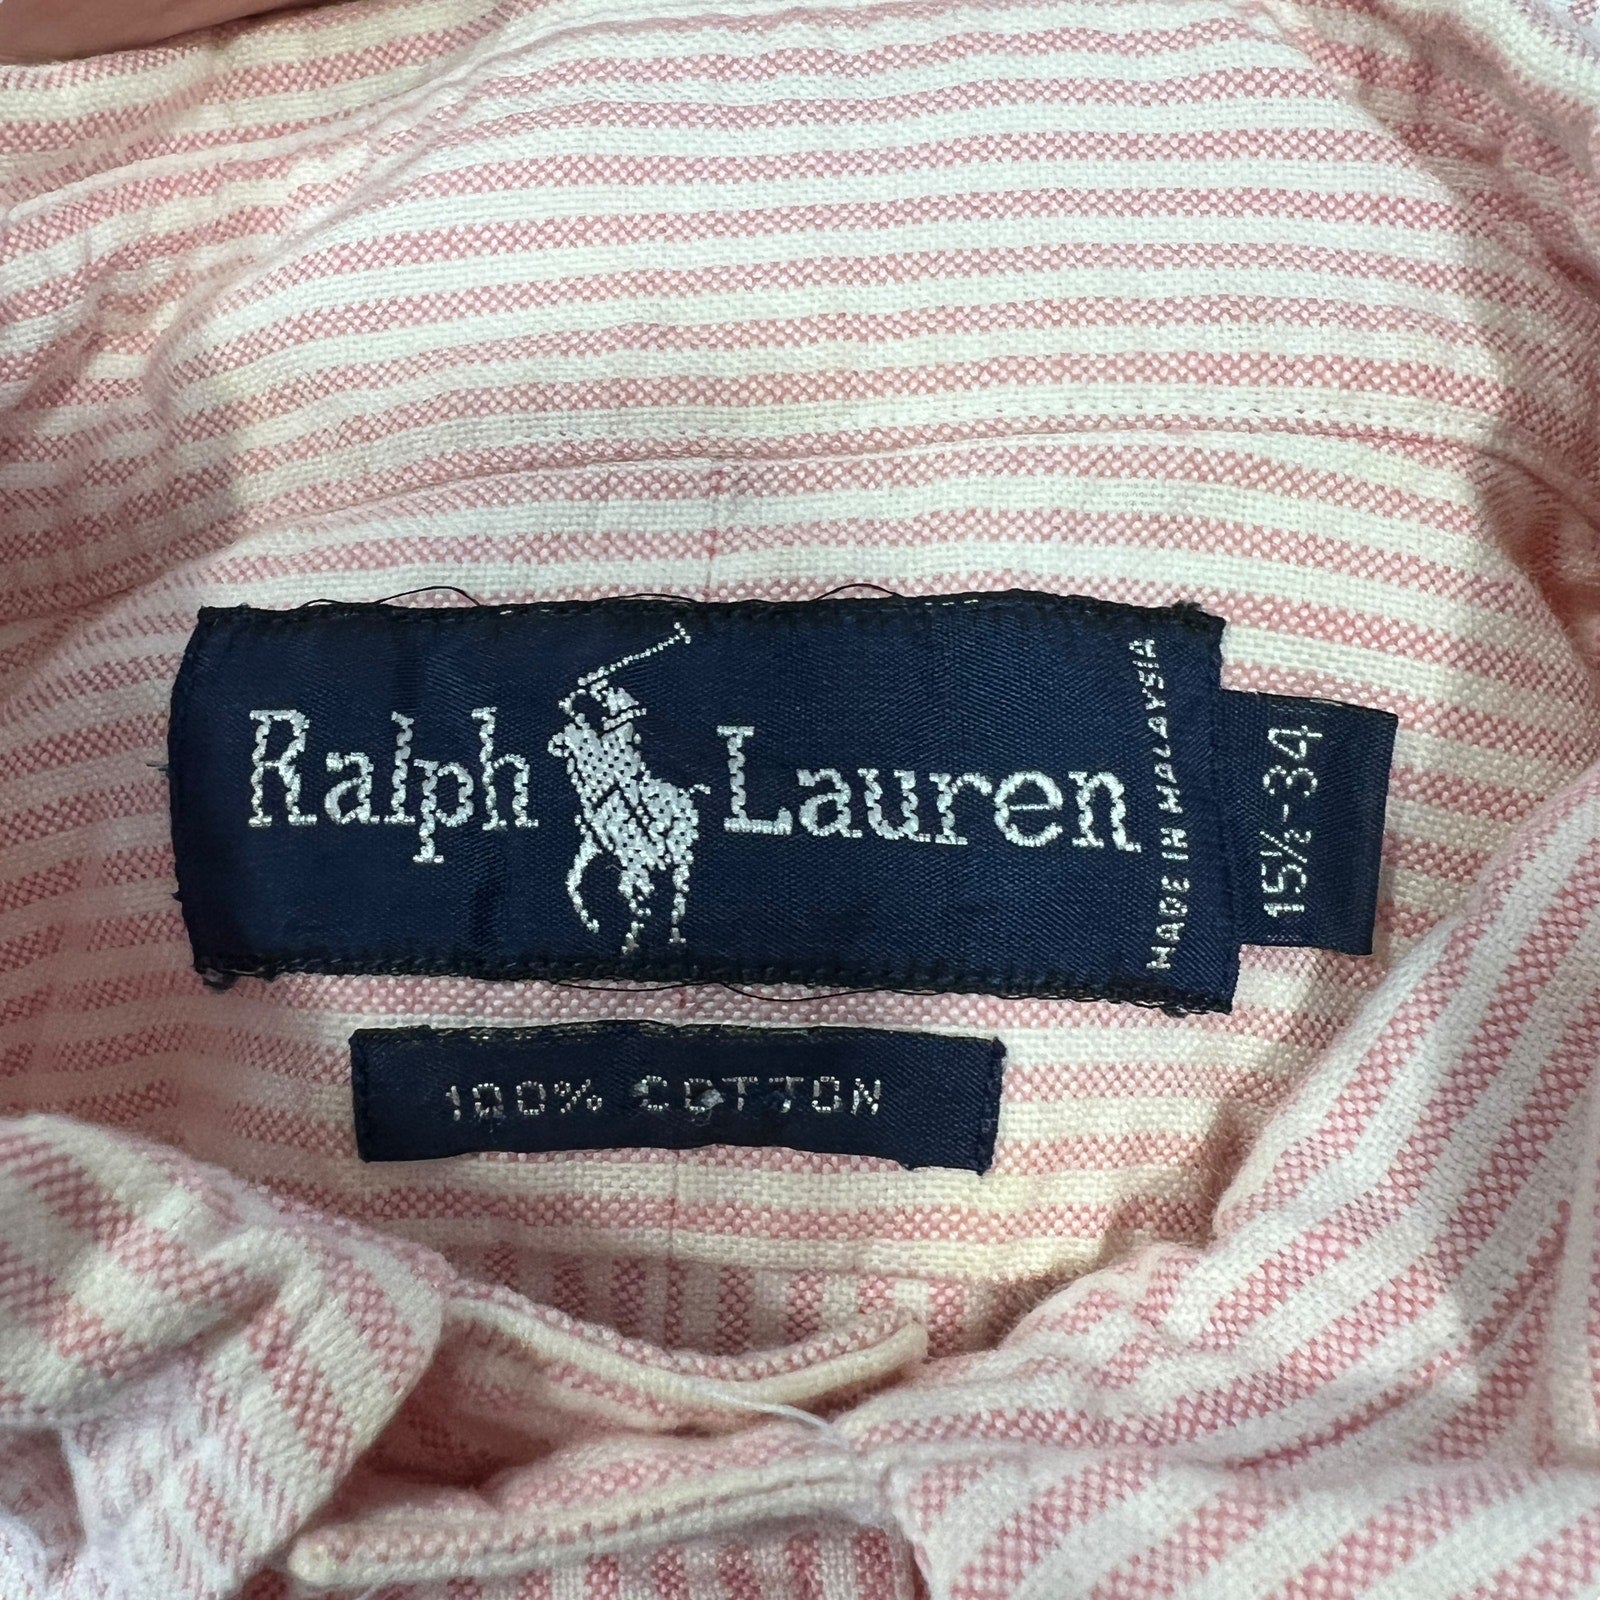 Ralph Lauren
MADE IN MALAYSIA
15½-34
100% COTTON